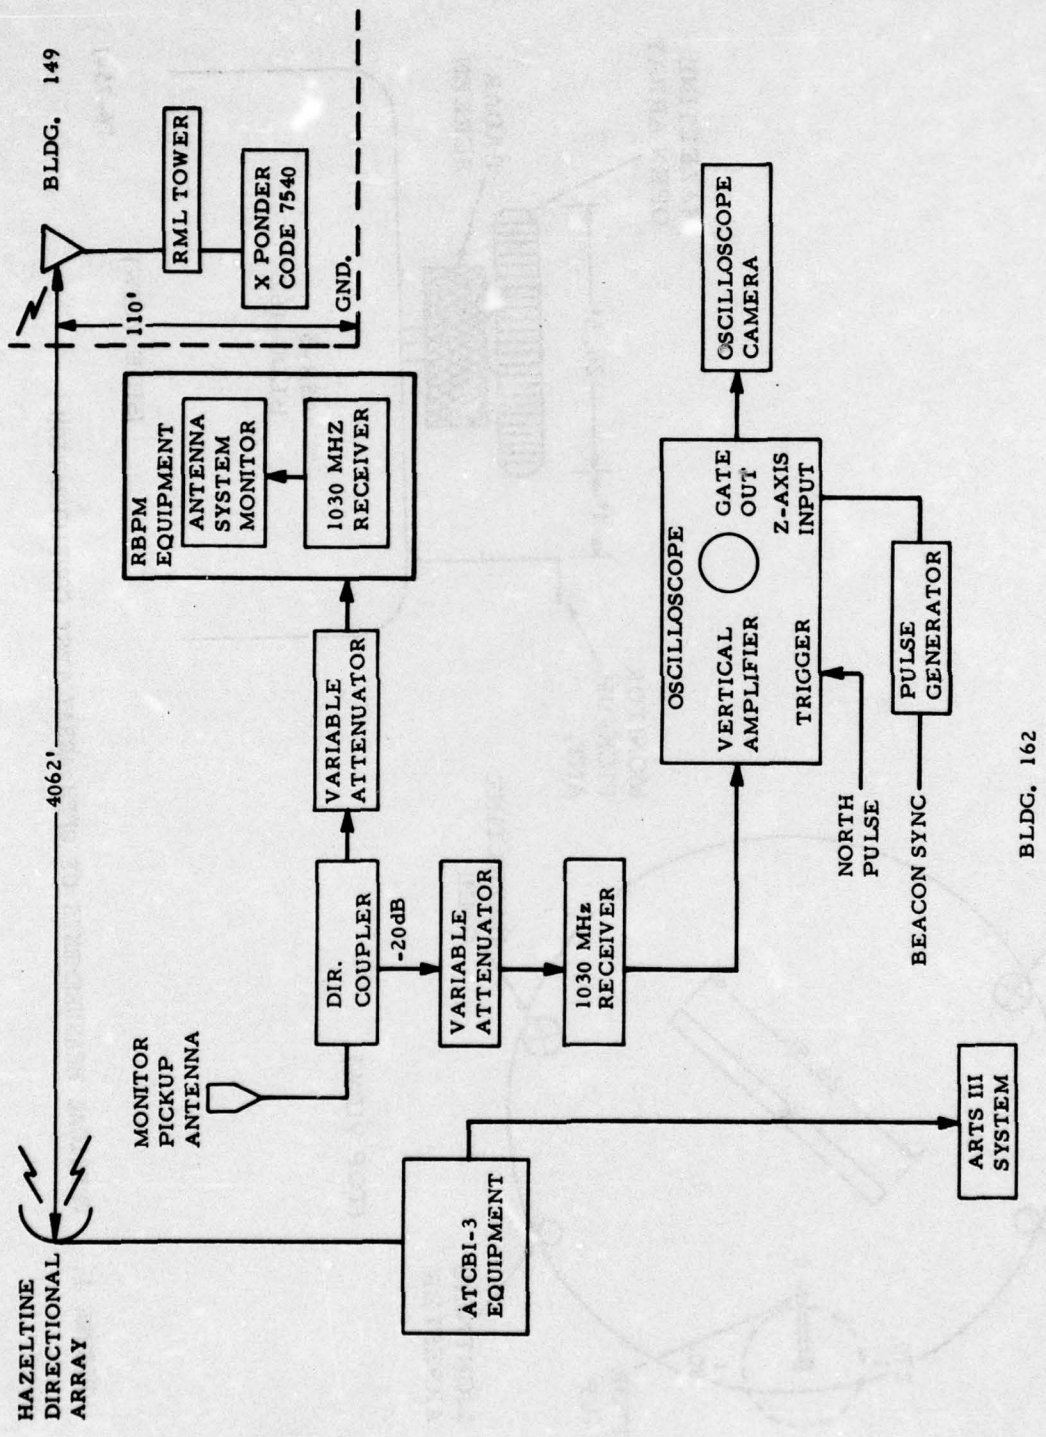 HAZELTINE
DIRECTIONAL
ARRAY
4062'
BLDG. 149
RML TOWER
X PONDER
CODE 7540
110'
GND.
MONITOR
PICKUP
ANTENNA
DIR.
COUPLER
-20dB
VARIABLE
ATTENUATOR
RBPM
EQUIPMENT
ANTENNA
SYSTEM
MONITOR
1030 MHZ
RECEIVER
VARIABLE
ATTENUATOR
1030 MHz
RECEIVER
ATCBI-3
EQUIPMENT
ARTS III
SYSTEM
OSCILLOSCOPE
VERTICAL
AMPLIFIER
GATE
OUT
TRIGGER
Z-AXIS
INPUT
OSCILLOSCOPE
CAMERA
NORTH
PULSE
BEACON SYNC
PULSE
GENERATOR
BLDG. 162